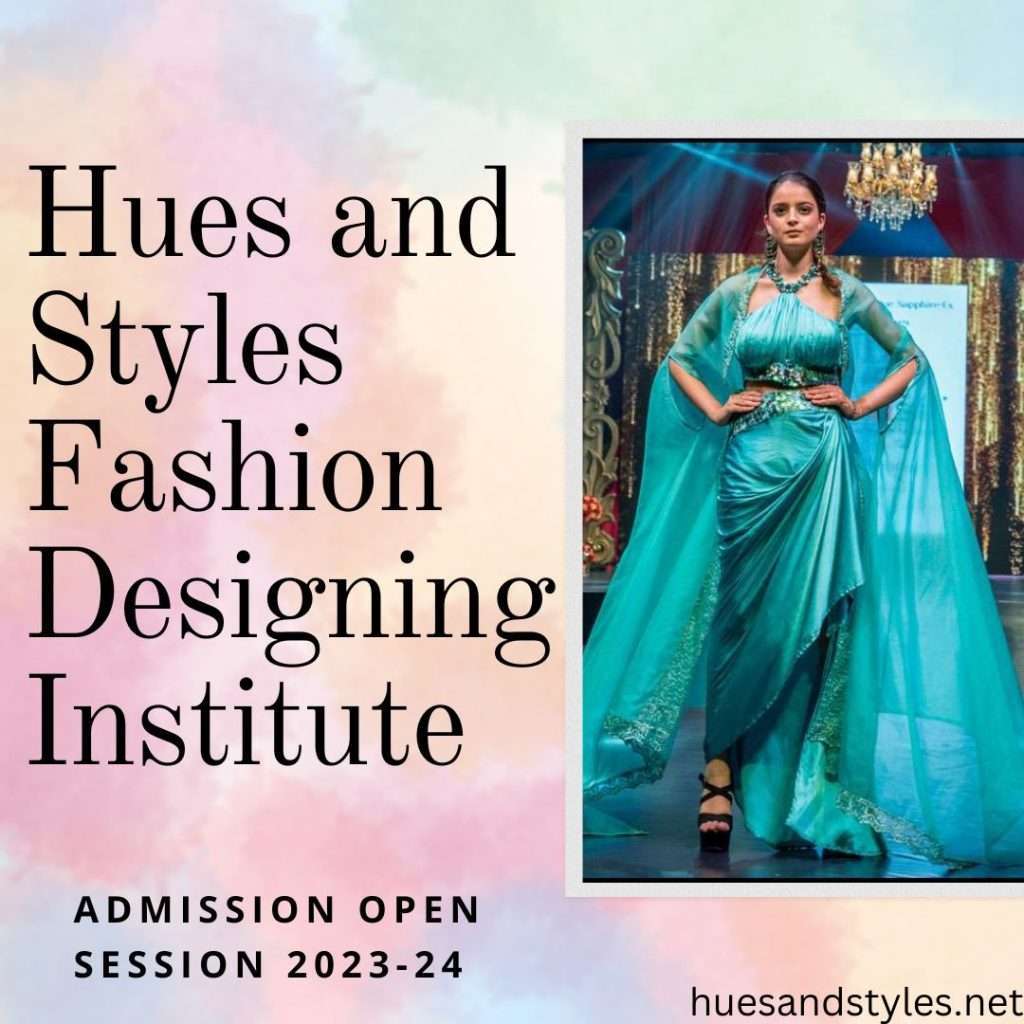 Hues and
Styles
Fashion
Designing
Institute
ADMISSION OPEN
SESSION 2023-24
huesandstyles.net